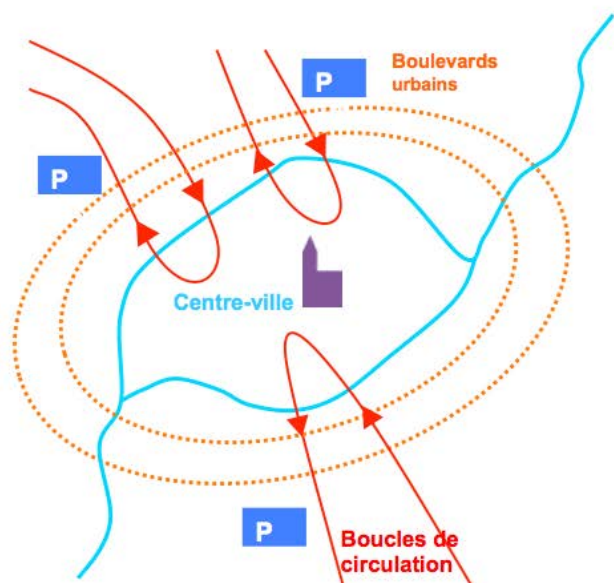 Boulevards
urbains
P
P
Centre-ville
P
Boucles de
circulation